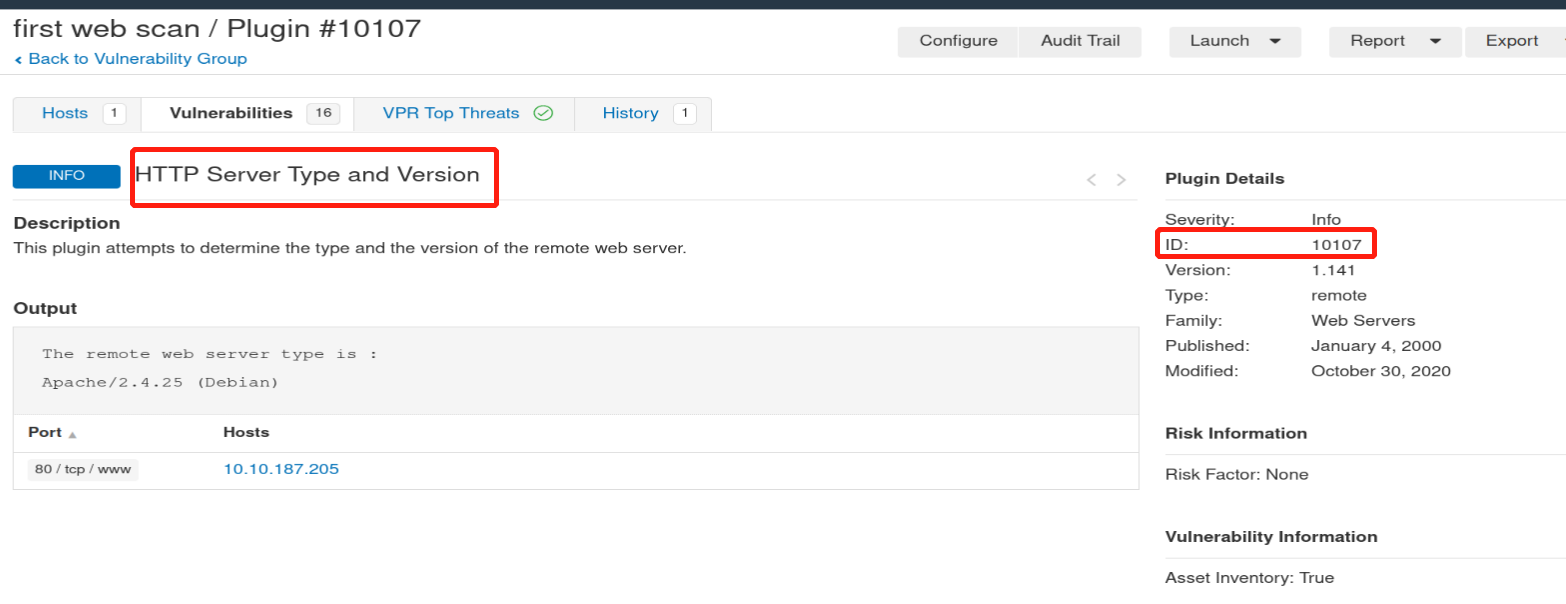 first web scan / Plugin #10107
‹ Back to Vulnerability Group
Configure Audit Trail Launch Report Export
Hosts 1 Vulnerabilities 16 VPR Top Threats History 1
INFO HTTP Server Type and Version
Description
This plugin attempts to determine the type and the version of the remote web server.
Output
The remote web server type is :
Apache/2.4.25 (Debian)
Port Hosts
80 / tcp / www 10.10.187.205
Plugin Details
Severity: Info
ID: 10107
Version: 1.141
Type: remote
Family: Web Servers
Published: January 4, 2000
Modified: October 30, 2020
Risk Information
Risk Factor: None
Vulnerability Information
Asset Inventory: True